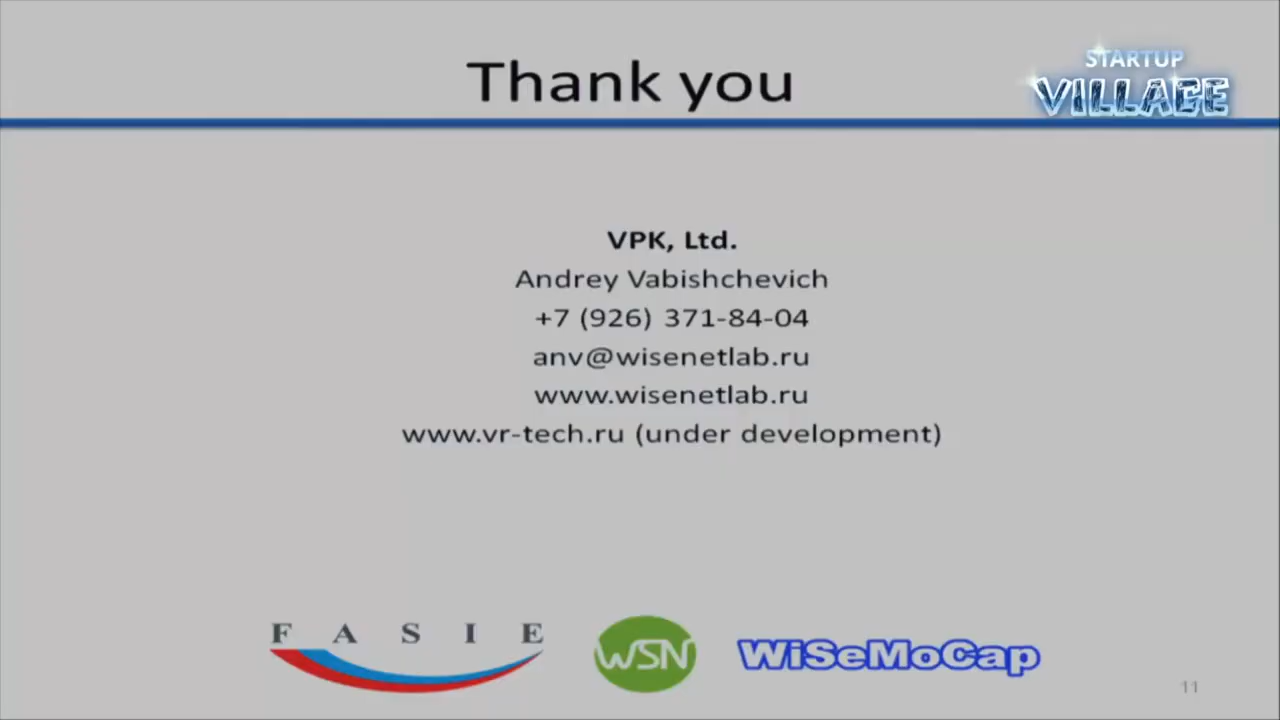 Thank you
STARTUP
VILLAGE
VPK, Ltd.
Andrey Vabishchevich
+7 (926) 371-84-04
anv@wisenetlab.ru
www.wisenetlab.ru
www.vr-tech.ru (under development)
F A S I E
WSN
WiSeMoCap
11